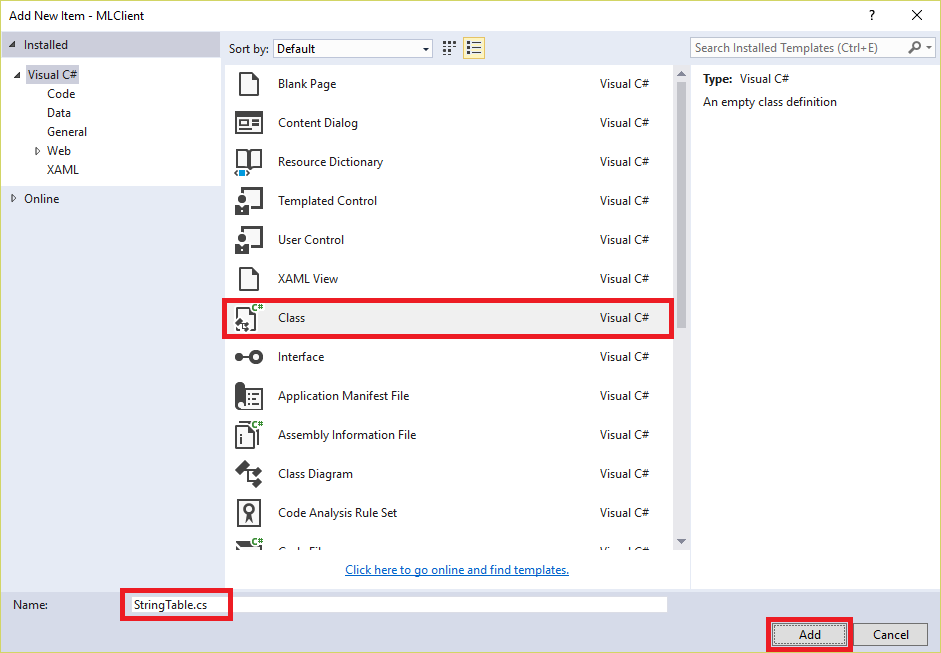 Add New Item - MLClient
?
Installed
Sort by: Default
Search Installed Templates (Ctrl+E)
Visual C#
Code
Data
General
Web
XAML
Online
Blank Page Visual C#
Content Dialog Visual C#
Resource Dictionary Visual C#
Templated Control Visual C#
User Control Visual C#
XAML View Visual C#
C# Class Visual C#
Interface Visual C#
Application Manifest File Visual C#
C# Assembly Information File Visual C#
Class Diagram Visual C#
Code Analysis Rule Set Visual C#
C#
Type: Visual C#
An empty class definition
Click here to go online and find templates.
Name: StringTable.cs
Add Cancel